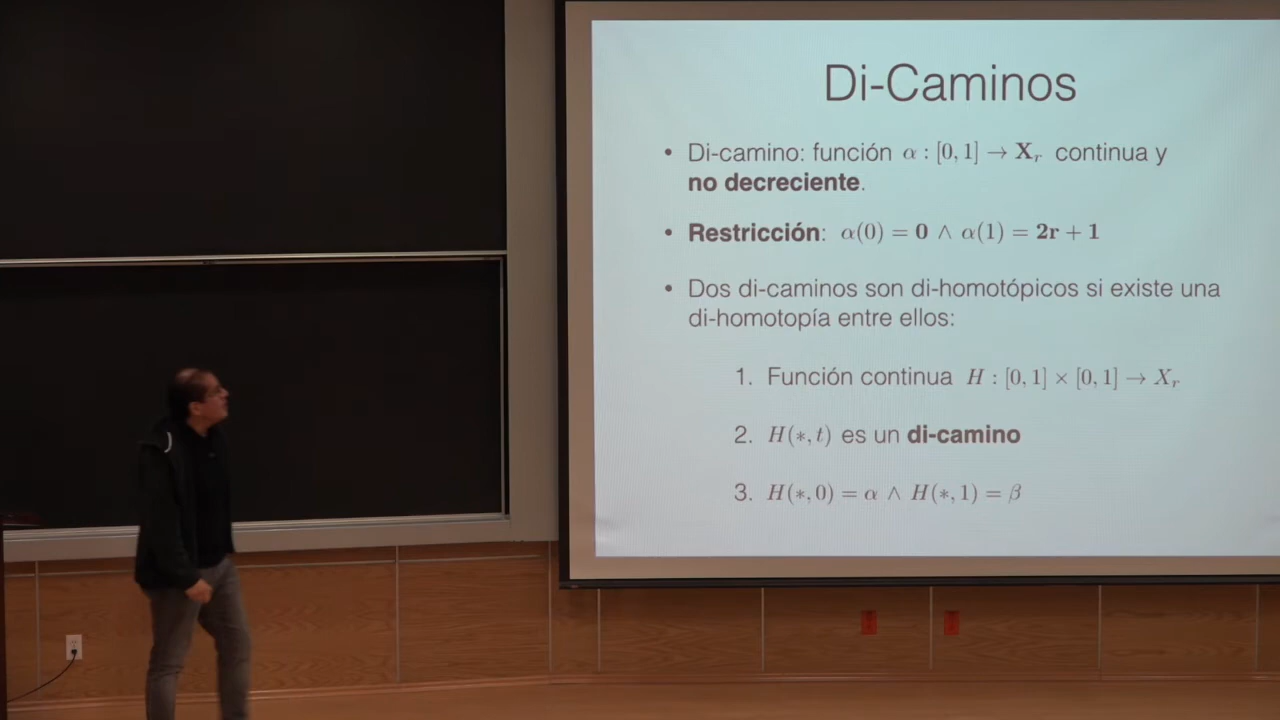 Di-Caminos
• Di-camino: función α : [0, 1] → Xᵣ continua y
no decreciente.
• Restricción: α(0) = 0 ∧ α(1) = 2r + 1
• Dos di-caminos son di-homotópicos si existe una
di-homotopía entre ellos:
1. Función continua H : [0, 1] × [0, 1] → Xᵣ
2. H(∗, t) es un di-camino
3. H(∗, 0) = α ∧ H(∗, 1) = β